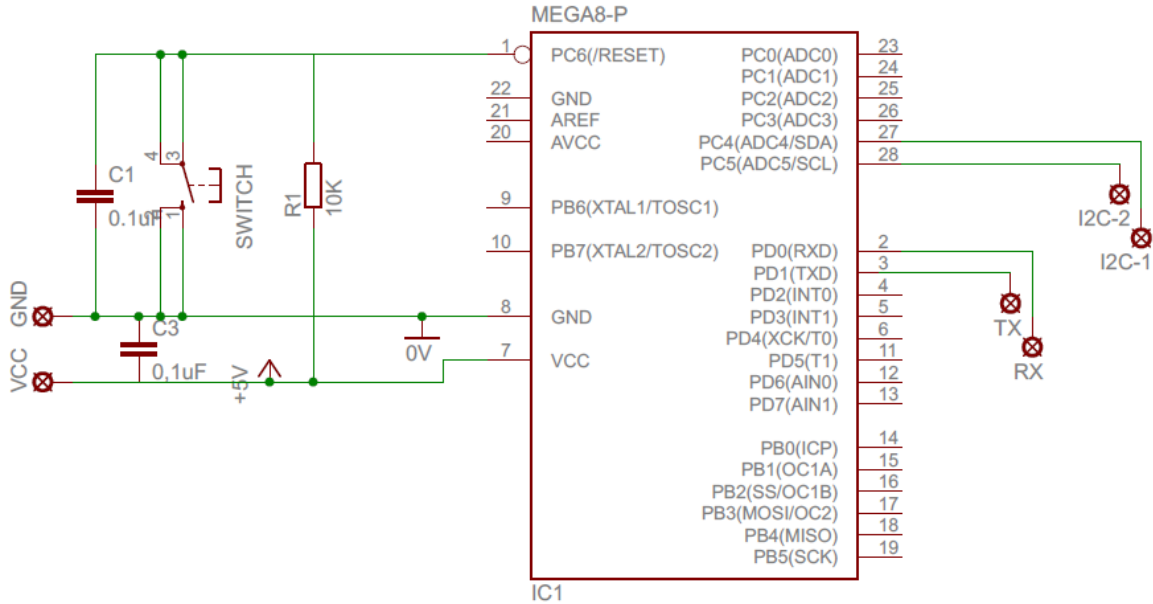 MEGA8-P
1
PC6(/RESET)
22
GND
21
AREF
20
AVCC
9
PB6(XTAL1/TOSC1)
10
PB7(XTAL2/TOSC2)
8
GND
7
VCC
PC0(ADC0)
23
PC1(ADC1)
24
PC2(ADC2)
25
PC3(ADC3)
26
PC4(ADC4/SDA)
27
PC5(ADC5/SCL)
28
PD0(RXD)
2
PD1(TXD)
3
PD2(INT0)
4
PD3(INT1)
5
PD4(XCK/T0)
6
PD5(T1)
11
PD6(AIN0)
12
PD7(AIN1)
13
PB0(ICP)
14
PB1(OC1A)
15
PB2(SS/OC1B)
16
PB3(MOSI/OC2)
17
PB4(MISO)
18
PB5(SCK)
19
IC1
C1
0.1uF
4
3
2
1
SWITCH
R1
10K
GND
VCC
C3
0,1uF
+5V
0V
I2C-2
I2C-1
TX
RX